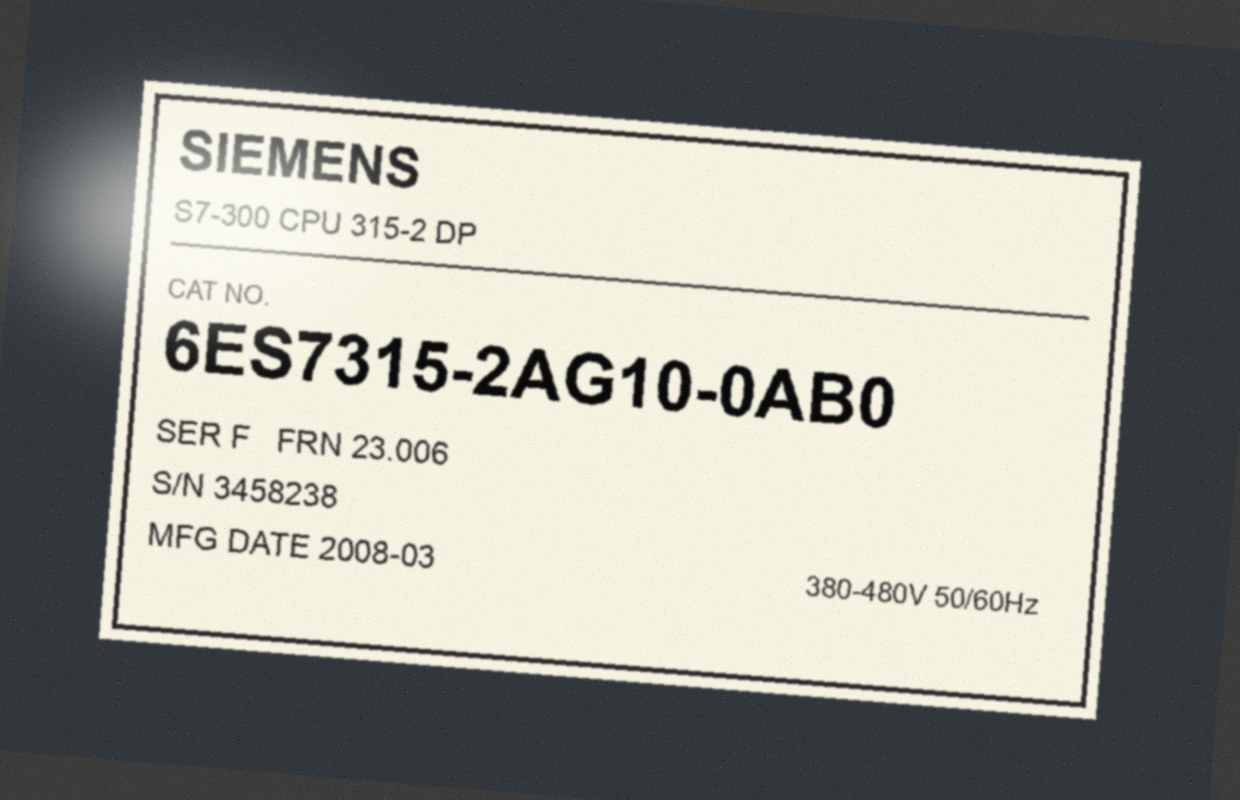 SIEMENS
S7-300 CPU 315-2 DP
CAT NO.
6ES7315-2AG10-0AB0
SER F FRN 23.006
S/N 3458238
MFG DATE 2008-03
380-480V 50/60Hz